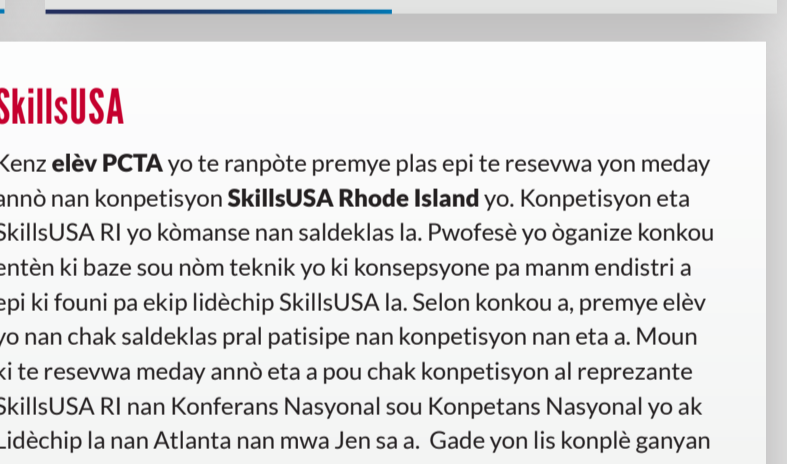 SkillsUSA
Kenz elèv PCTA yo te ranpòte premye plas epi te resevwa yon meday
annò nan konpetisyon SkillsUSA Rhode Island yo. Konpetisyon eta
SkillsUSA RI yo kòmanse nan saldeklas la. Pwofesè yo òganize konkou
entèn ki baze sou nòm teknik yo ki konsepsyone pa manm endistri a
epi ki founi pa ekip lidèchip SkillsUSA la. Selon konkou a, premye elèv
yo nan chak saldeklas pral patisipe nan konpetisyon nan eta a. Moun
ki te resevwa meday annò eta a pou chak konpetisyon al reprezante
SkillsUSA RI nan Konferans Nasyonal sou Konpetans Nasyonal yo ak
Lidèchip la nan Atlanta nan mwa Jen sa a. Gade yon lis konplè ganyan